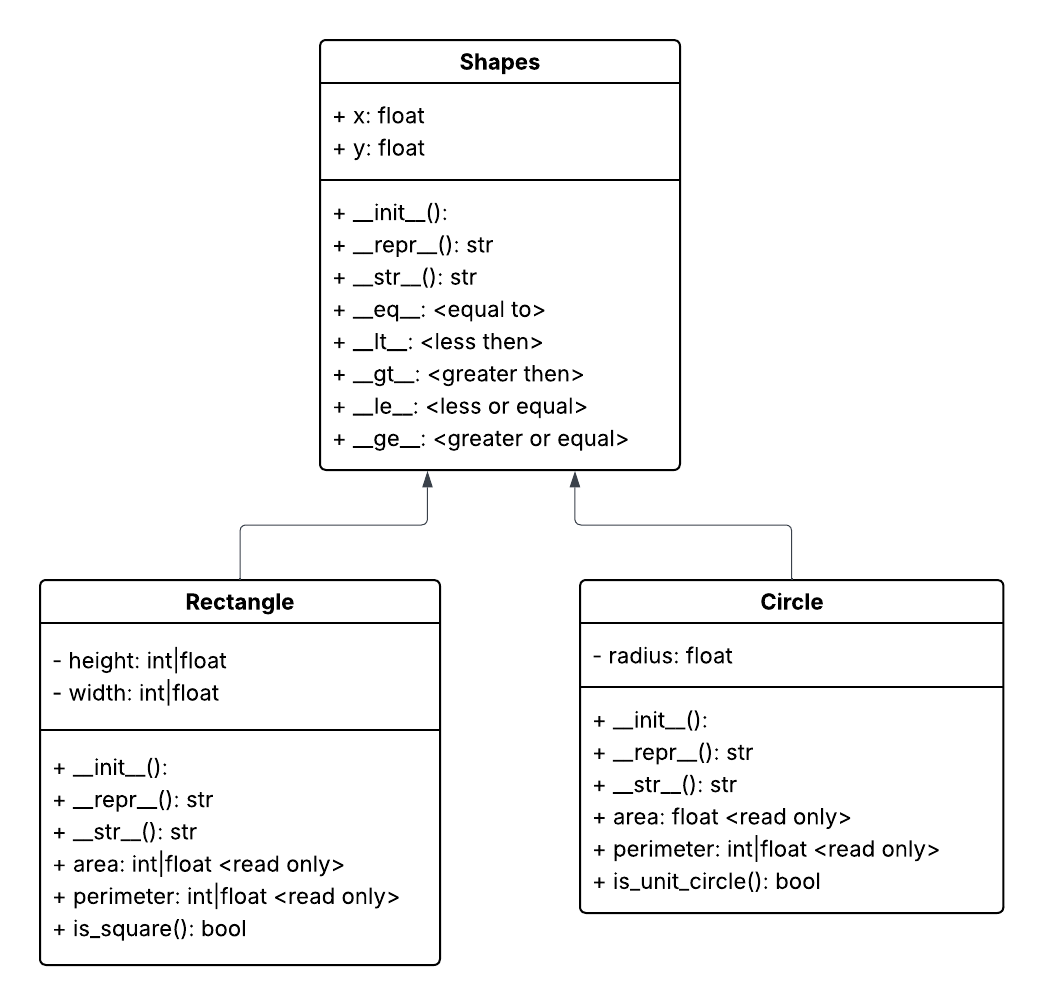 Shapes
+ x: float
+ y: float
+ __init__():
+ __repr__(): str
+ __str__(): str
+ __eq__: <equal to>
+ __lt__: <less then>
+ __gt__: <greater then>
+ __le__: <less or equal>
+ __ge__: <greater or equal>
Rectangle
- height: int|float
- width: int|float
+ __init__():
+ __repr__(): str
+ __str__(): str
+ area: int|float <read only>
+ perimeter: int|float <read only>
+ is_square(): bool
Circle
- radius: float
+ __init__():
+ __repr__(): str
+ __str__(): str
+ area: float <read only>
+ perimeter: int|float <read only>
+ is_unit_circle(): bool